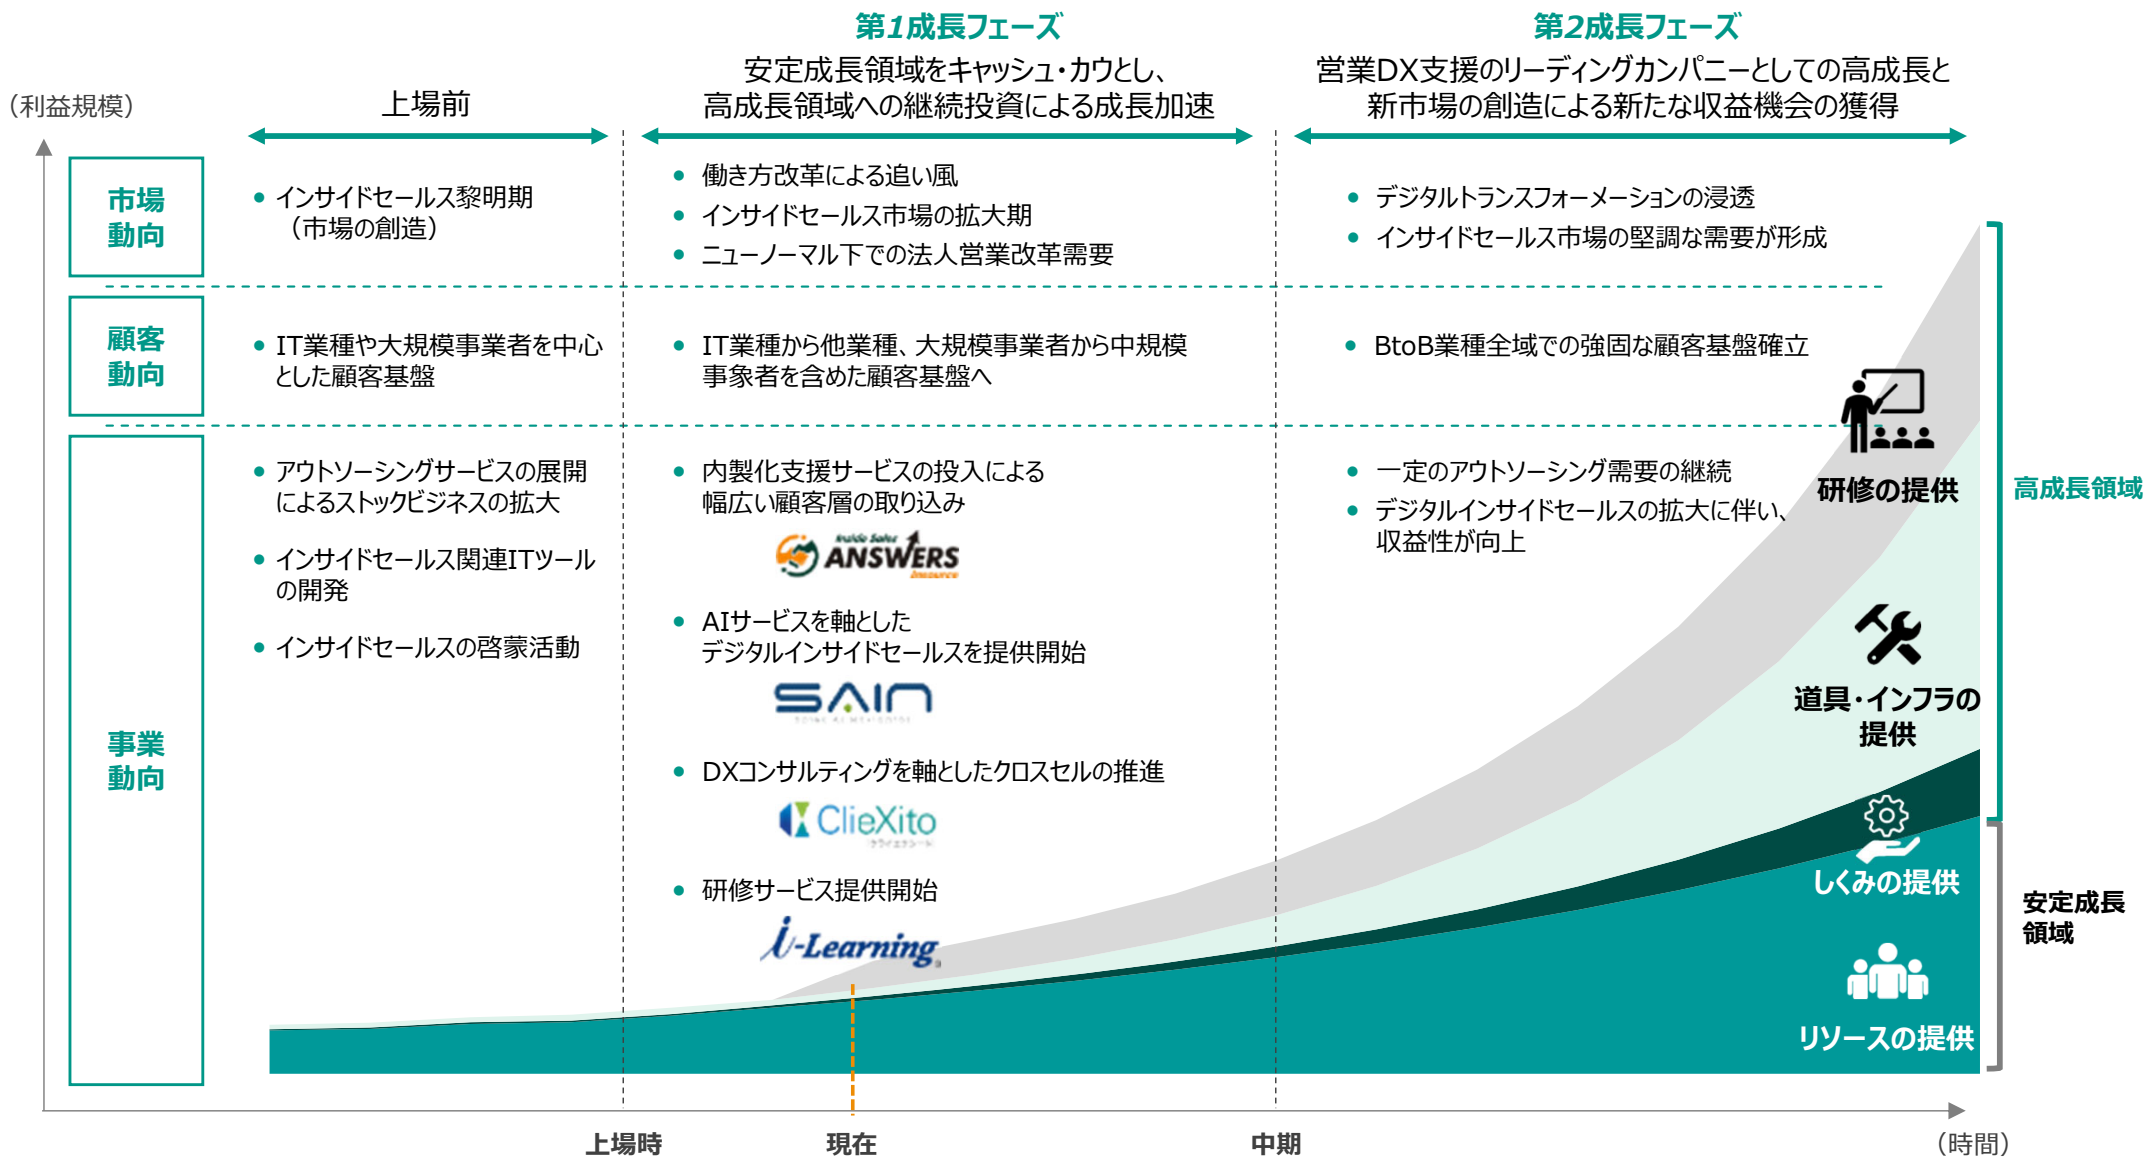 第1成長フェーズ
第2成長フェーズ
(利益規模)
上場前
安定成長領域をキャッシュ・カウとし、
高成長領域への継続投資による成長加速
営業DX支援のリーディングカンパニーとしての高成長と
新市場の創造による新たな収益機会の獲得
市場
動向
• インサイドセールス黎明期
(市場の創造)
• 働き方改革による追い風
• インサイドセールス市場の拡大期
• ニューノーマル下での法人営業改革需要
• デジタルトランスフォーメーションの浸透
• インサイドセールス市場の堅調な需要が形成
顧客
動向
• IT業種や大規模事業者を中心
とした顧客基盤
• IT業種から他業種、大規模事業者から中規模
事象者を含めた顧客基盤へ
• BtoB業種全域での強固な顧客基盤確立
事業
動向
• アウトソーシングサービスの展開
によるストックビジネスの拡大
• インサイドセールス関連ITツール
の開発
• インサイドセールスの啓蒙活動
• 内製化支援サービスの投入による
幅広い顧客層の取り込み
Inside Sales
ANSWERS
Insource
• AIサービスを軸とした
デジタルインサイドセールスを提供開始
SAIN
• DXコンサルティングを軸としたクロスセルの推進
ClieXito
クライエクシート
• 研修サービス提供開始
i-Learning
• 一定のアウトソーシング需要の継続
• デジタルインサイドセールスの拡大に伴い、
収益性が向上
研修の提供
道具・インフラの
提供
しくみの提供
リソースの提供
高成長領域
安定成長
領域
上場時
現在
中期
(時間)